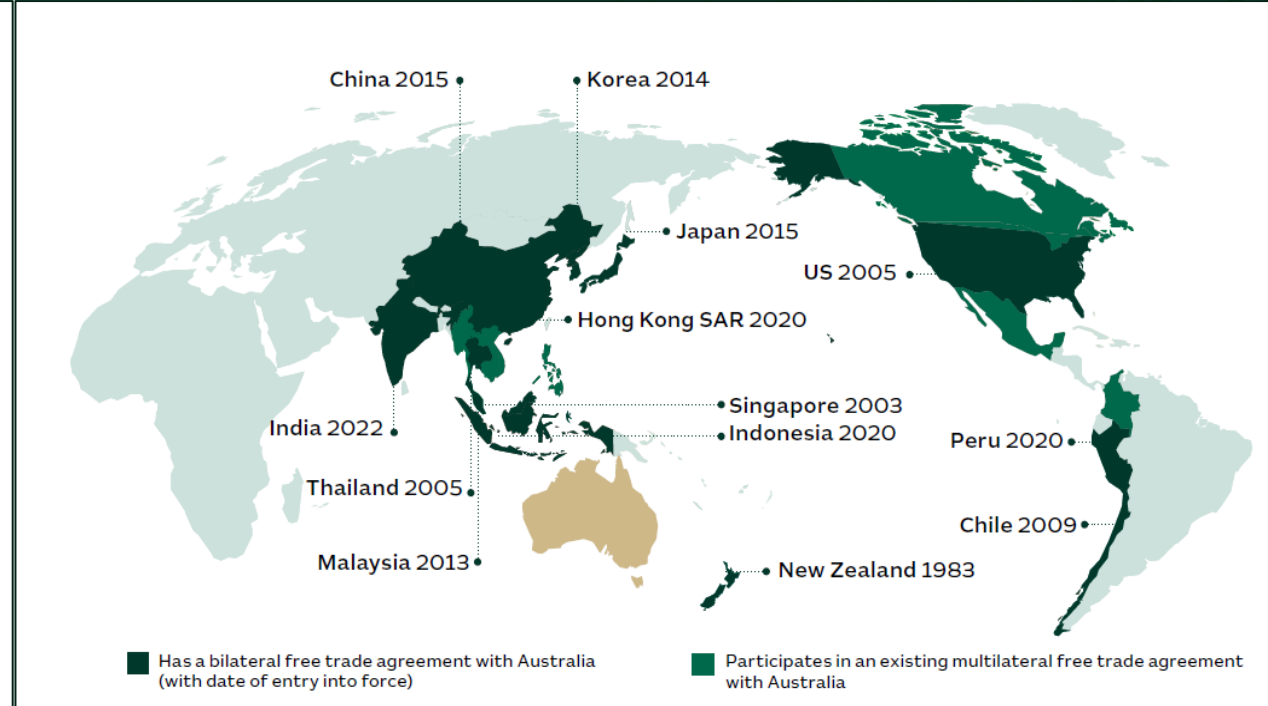 China 2015
Korea 2014
Japan 2015
US 2005
Hong Kong SAR 2020
Singapore 2003
India 2022
Indonesia 2020
Peru 2020
Thailand 2005
Chile 2009
Malaysia 2013
New Zealand 1983
Has a bilateral free trade agreement with Australia
(with date of entry into force)
Participates in an existing multilateral free trade agreement
with Australia